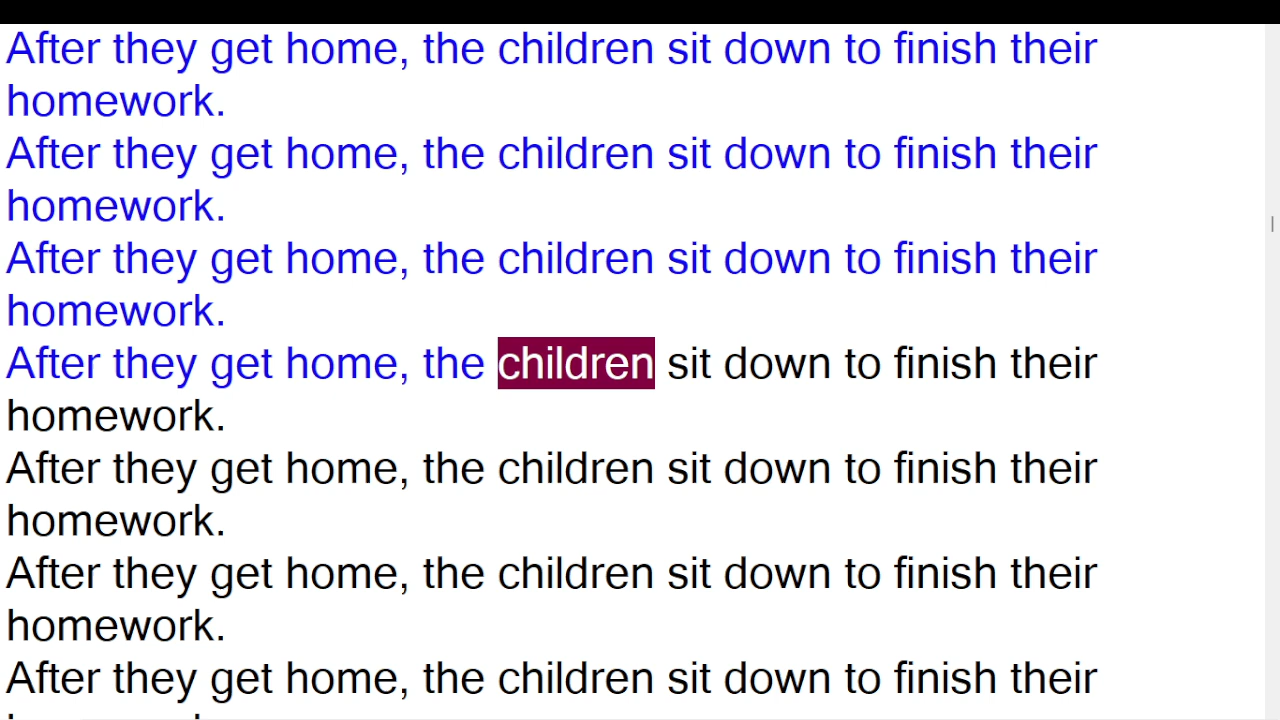 After they get home, the children sit down to finish their
homework.
After they get home, the children sit down to finish their
homework.
After they get home, the children sit down to finish their
homework.
After they get home, the children sit down to finish their
homework.
After they get home, the children sit down to finish their
homework.
After they get home, the children sit down to finish their
homework.
After they get home, the children sit down to finish their